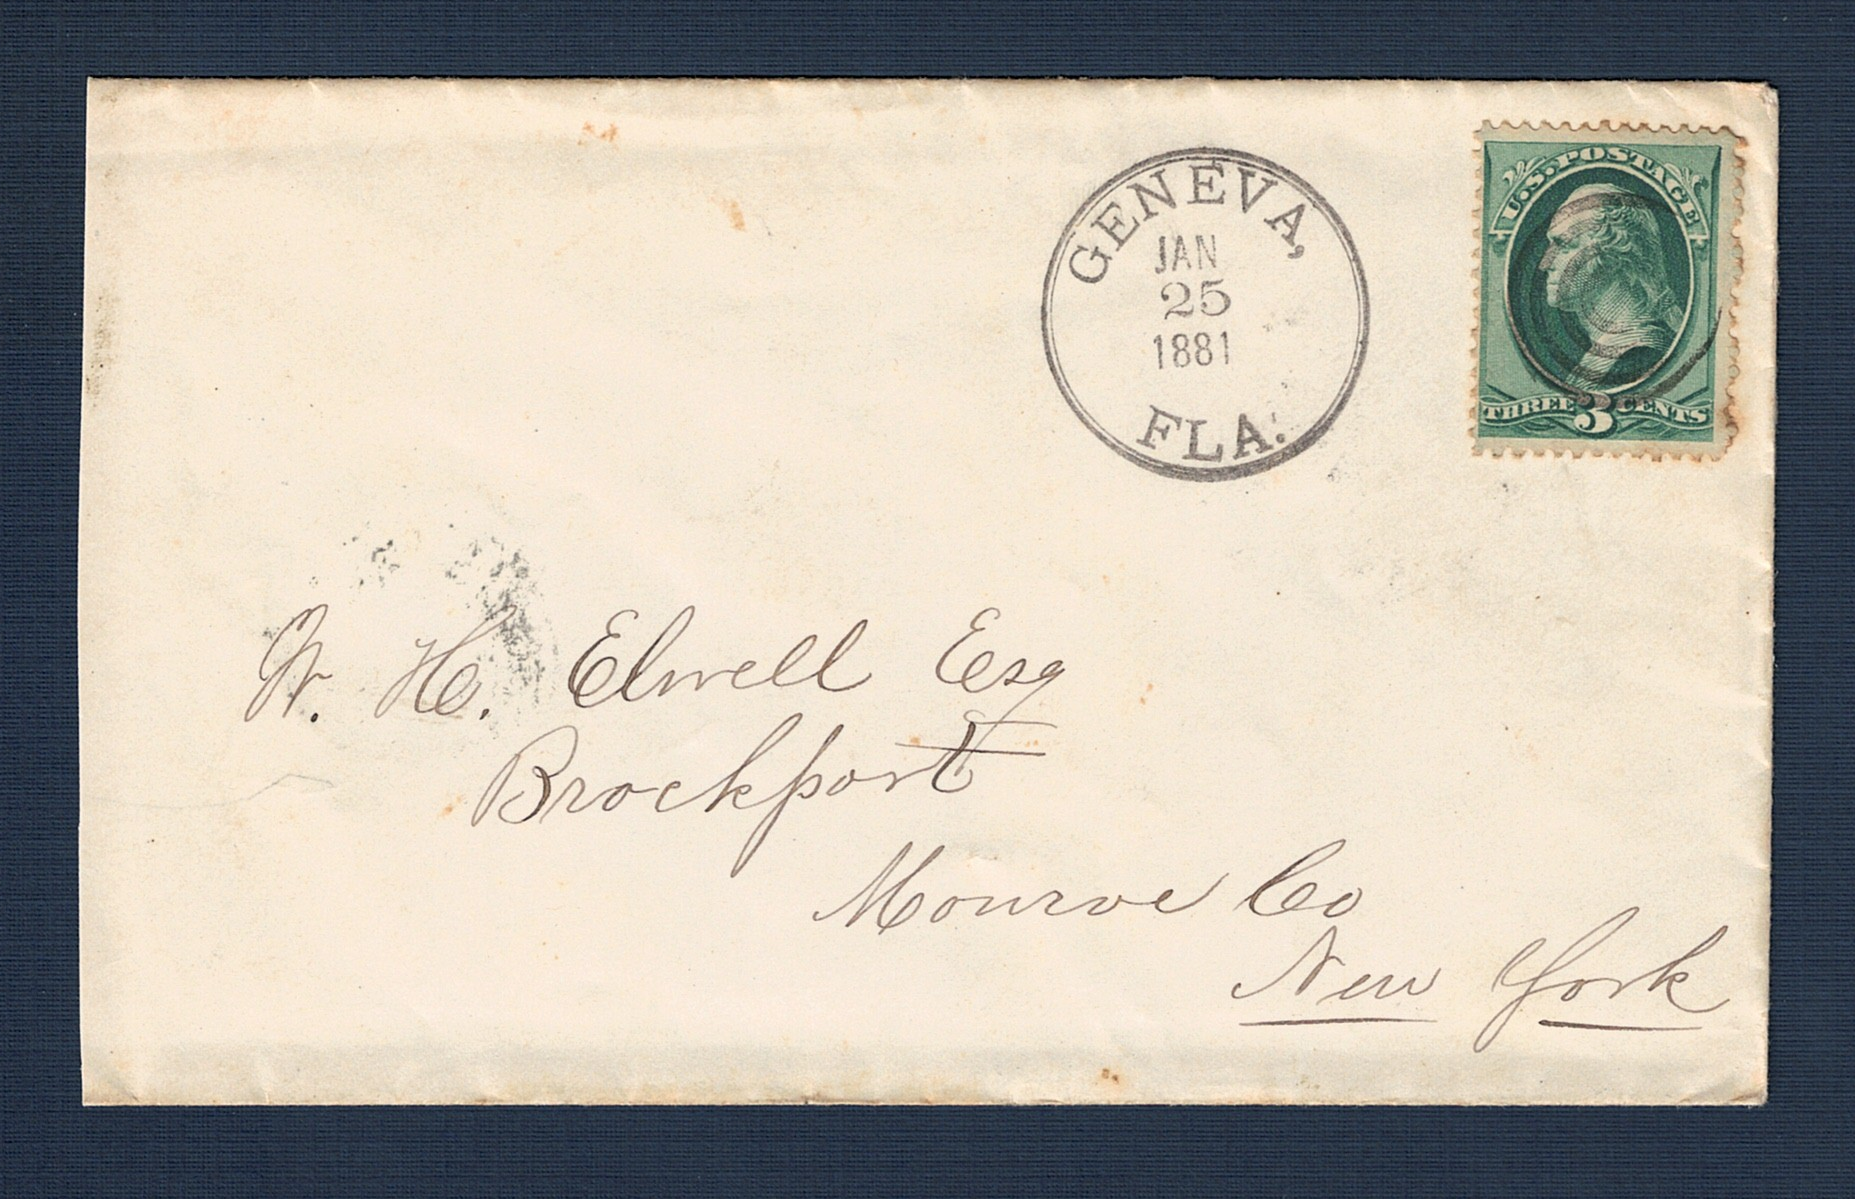 U.S. POSTAGE
THREE 3 CENTS
GENEVA,
JAN
25
1881
FLA.
W. H. Elwell Esq
Brockport
Monroe Co
New York